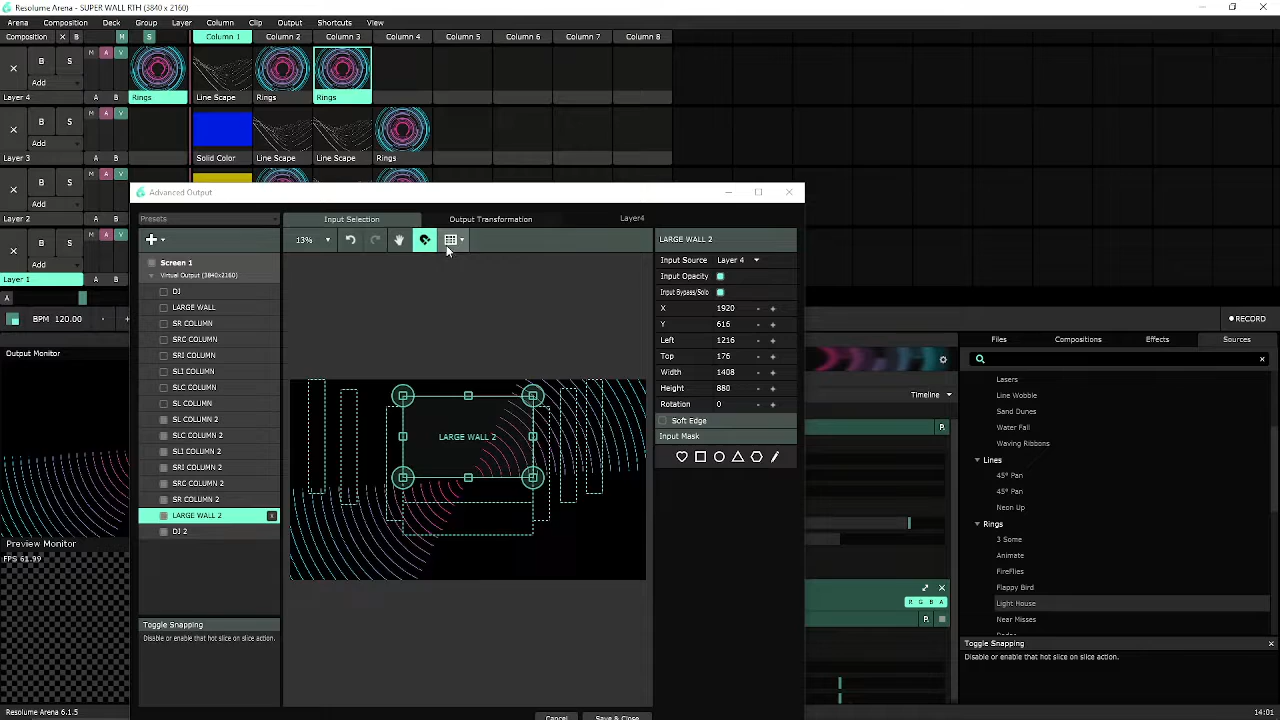 Resolume Arena - SUPER WALL RTH (3840 x 2160)
Arena Composition Deck Group Layer Column Clip Output Shortcuts View
Composition X B M S Column 1 Column 2 Column 3 Column 4 Column 5 Column 6 Column 7 Column 8
B S M A V
Add
Layer 4 A B Rings Line Scape Rings Rings
B S M A V
Add
Layer 3 A B Solid Color Line Scape Line Scape Rings
B S M A V
Add
Layer 2 A B
B S
Add
Layer 1
A
BPM 120.00
RECORD
Output Monitor
Preview Monitor
FPS 61.99
Resolume Arena 6.1.5
Advanced Output
Presets
Input Selection Output Transformation Layer4
13%
Screen 1
Virtual Output (3840x2160)
DJ
LARGE WALL
SR COLUMN
SRC COLUMN
SRI COLUMN
SLI COLUMN
SLC COLUMN
SL COLUMN
SL COLUMN 2
SLC COLUMN 2
SLI COLUMN 2
SRI COLUMN 2
SRC COLUMN 2
SR COLUMN 2
LARGE WALL 2
DJ 2
Toggle Snapping
Disable or enable that hot slice on slice action.
LARGE WALL 2
LARGE WALL 2
Input Source Layer 4
Input Opacity
Input Bypass/Solo
X 1920 - +
Y 616 - +
Left 1216 - +
Top 176 - +
Width 1408 - +
Height 880 - +
Rotation 0 - +
Soft Edge
Input Mask
Cancel Save & Close
Timeline
R G B A
Files Compositions Effects Sources
Lasers
Line Wobble
Sand Dunes
Water Fall
Waving Ribbons
Lines
45° Pan
45° Pan
Neon Up
Rings
3 Some
Animate
FireFlies
Flappy Bird
Light House
Near Misses
Toggle Snapping
Disable or enable that hot slice on slice action.
14:01